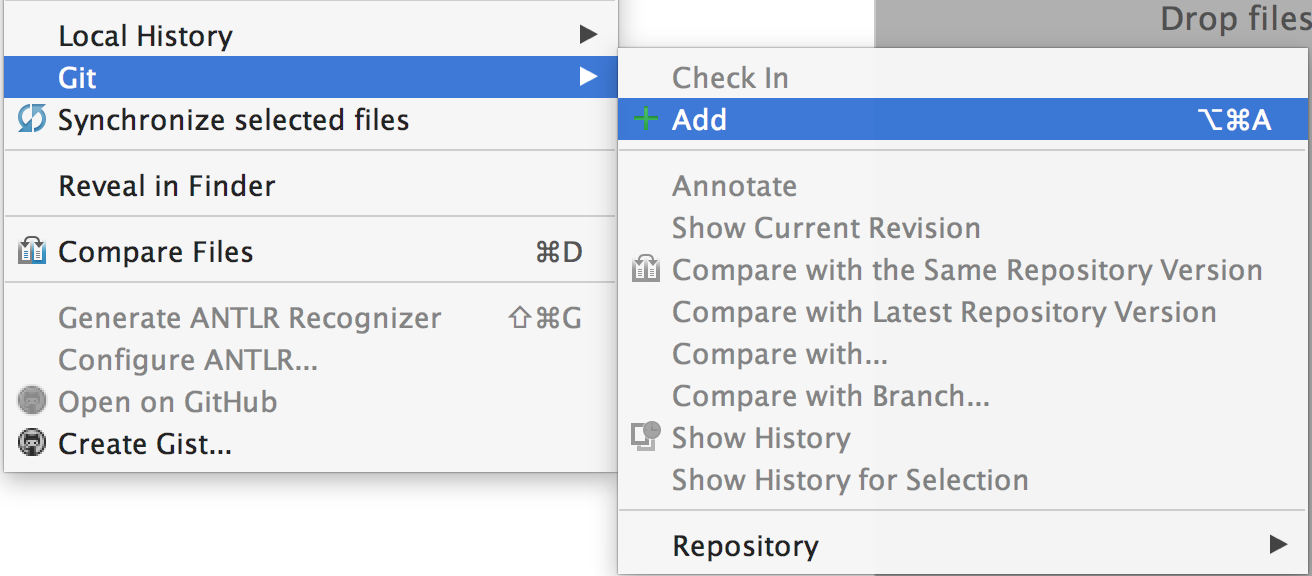 Drop files
Local History
Git
Synchronize selected files
Reveal in Finder
Compare Files ⌘D
Generate ANTLR Recognizer ⇧⌘G
Configure ANTLR...
Open on GitHub
Create Gist...
Check In
Add ⌥⌘A
Annotate
Show Current Revision
Compare with the Same Repository Version
Compare with Latest Repository Version
Compare with...
Compare with Branch...
Show History
Show History for Selection
Repository